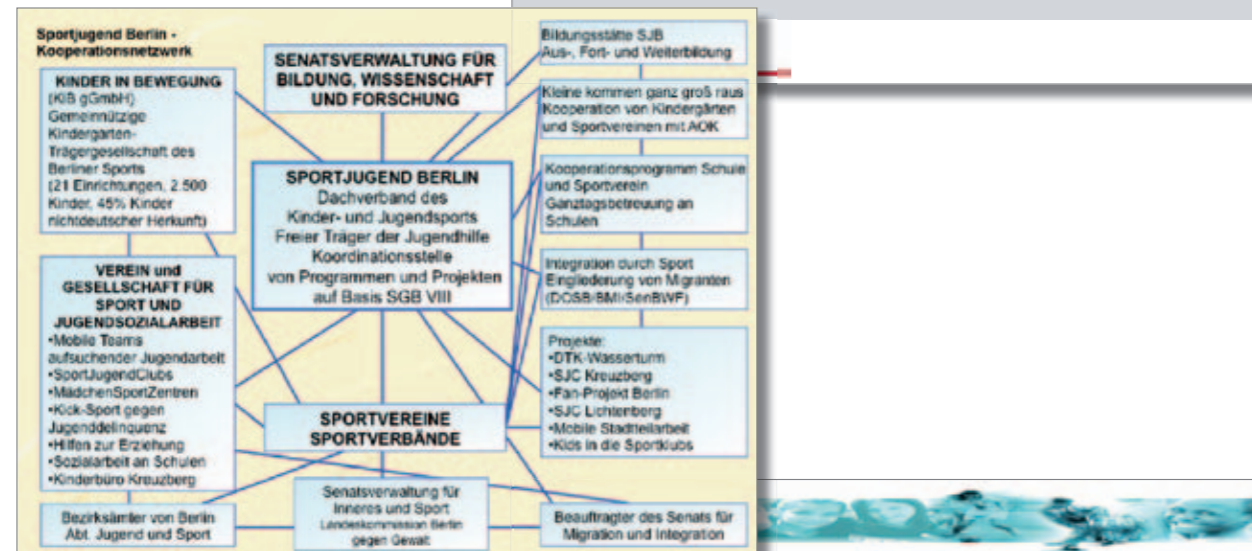 Sportjugend Berlin -
Kooperationsnetzwerk
KINDER IN BEWEGUNG
(KiB gGmbH)
Gemeinnützige
Kindergarten-
Trägergesellschaft des
Berliner Sports
(21 Einrichtungen, 2.500
Kinder, 45% Kinder
nichtdeutscher Herkunft)
VEREIN und
GESELLSCHAFT FÜR
SPORT UND
JUGENDSOZIALARBEIT
•Mobile Teams
aufsuchender Jugendarbeit
•SportJugendClubs
•MädchenSportZentren
•Kick-Sport gegen
Jugenddelinquenz
•Hilfen zur Erziehung
•Sozialarbeit an Schulen
•Kinderbüro Kreuzberg
Bezirksämter von Berlin
Abt. Jugend und Sport
SENATSVERWALTUNG FÜR
BILDUNG, WISSENSCHAFT
UND FORSCHUNG
SPORTJUGEND BERLIN
Dachverband des
Kinder- und Jugendsports
Freier Träger der Jugendhilfe
Koordinationsstelle
von Programmen und Projekten
auf Basis SGB VIII
SPORTVEREINE
SPORTVERBÄNDE
Senatsverwaltung für
Inneres und Sport
Landeskommission Berlin
gegen Gewalt
Bildungsstätte SJB
Aus-, Fort- und Weiterbildung
Kleine kommen ganz groß raus
Kooperation von Kindergärten
und Sportvereinen mit AOK
Kooperationsprogramm Schule
und Sportverein
Ganztagsbetreuung an
Schulen
Integration durch Sport
Eingliederung von Migranten
(DOSB/BMI/SenBWF)
Projekte:
•DTK-Wasserturm
•SJC Kreuzberg
•Fan-Projekt Berlin
•SJC Lichtenberg
•Mobile Stadtteilarbeit
•Kids in die Sportklubs
Beauftragter des Senats für
Migration und Integration